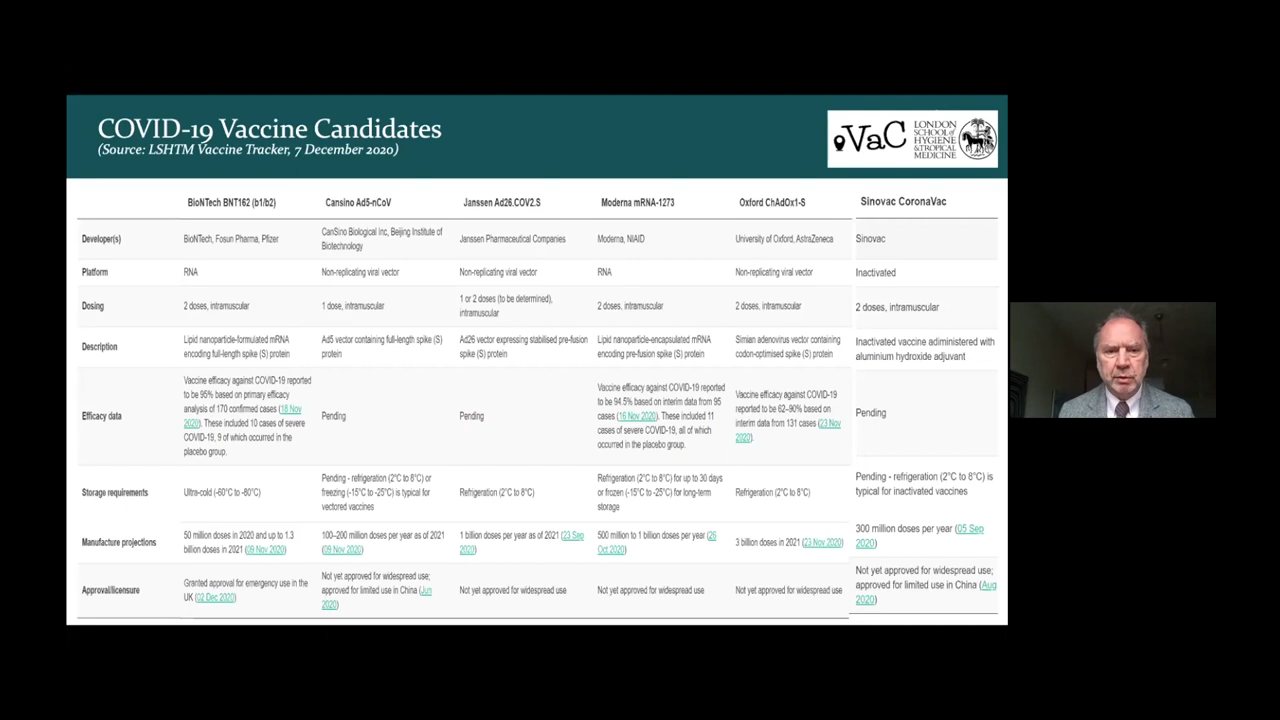 COVID-19 Vaccine Candidates
(Source: LSHTM Vaccine Tracker, 7 December 2020)
VaC
LONDON
SCHOOL of
HYGIENE
& TROPICAL
MEDICINE
BioNTech BNT162 (b1/b2)
Cansino Ad5-nCoV
Janssen Ad26.COV2.S
Moderna mRNA-1273
Oxford ChAdOx1-S
Sinovac CoronaVac
Developer(s)
BioNTech, Fosun Pharma, Pfizer
CanSino Biological Inc, Beijing Institute of
Biotechnology
Janssen Pharmaceutical Companies
Moderna, NIAID
University of Oxford, AstraZeneca
Sinovac
Platform
RNA
Non-replicating viral vector
Non-replicating viral vector
RNA
Non-replicating viral vector
Inactivated
Dosing
2 doses, intramuscular
1 dose, intramuscular
1 or 2 doses (to be determined),
intramuscular
2 doses, intramuscular
2 doses, intramuscular
2 doses, intramuscular
Description
Lipid nanoparticle-formulated mRNA
encoding full-length spike (S) protein
Ad5 vector containing full-length spike (S)
protein
Ad26 vector expressing stabilised pre-fusion
spike (S) protein
Lipid nanoparticle-encapsulated mRNA
encoding pre-fusion spike (S) protein
Simian adenovirus vector containing
codon-optimised spike (S) protein
Inactivated vaccine adiministered with
aluminium hydroxide adjuvant
Efficacy data
Vaccine efficacy against COVID-19 reported
to be 95% based on primary efficacy
analysis of 170 confirmed cases (18 Nov
2020). These included 10 cases of severe
COVID-19, 9 of which occurred in the
placebo group.
Pending
Pending
Vaccine efficacy against COVID-19 reported
to be 94.5% based on interim data from 95
cases (16 Nov 2020). These included 11
cases of severe COVID-19, all of which
occurred in the placebo group.
Vaccine efficacy against COVID-19
reported to be 62–90% based on
interim data from 131 cases (23 Nov
2020).
Pending
Storage requirements
Ultra-cold (-60°C to -80°C)
Pending - refrigeration (2°C to 8°C) or
freezing (-15°C to -25°C) is typical for
vectored vaccines
Refrigeration (2°C to 8°C)
Refrigeration (2°C to 8°C) for up to 30 days
or frozen (-15°C to -25°C) for long-term
storage
Refrigeration (2°C to 8°C)
Pending - refrigeration (2°C to 8°C) is
typical for inactivated vaccines
Manufacture projections
50 million doses in 2020 and up to 1.3
billion doses in 2021 (09 Nov 2020)
100–200 million doses per year as of 2021
(09 Nov 2020)
1 billion doses per year as of 2021 (23 Sep
2020)
500 million to 1 billion doses per year (26
Oct 2020)
3 billion doses in 2021 (23 Nov 2020)
300 million doses per year (05 Sep
2020)
Approval/licensure
Granted approval for emergency use in the
UK (02 Dec 2020)
Not yet approved for widespread use;
approved for limited use in China (Jun
2020)
Not yet approved for widespread use
Not yet approved for widespread use
Not yet approved for widespread use
Not yet approved for widespread use;
approved for limited use in China (Aug
2020)